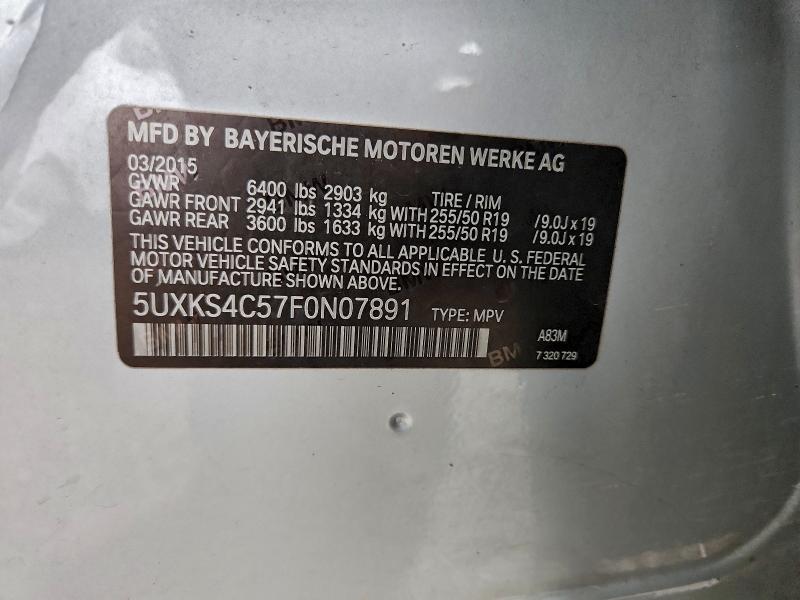 MFD BY BAYERISCHE MOTOREN WERKE AG
03/2015
GVWR 6400 lbs 2903 kg TIRE / RIM
GAWR FRONT 2941 lbs 1334 kg WITH 255/50 R19 /9.0J x 19
GAWR REAR 3600 lbs 1633 kg WITH 255/50 R19 /9.0J x 19
THIS VEHICLE CONFORMS TO ALL APPLICABLE U. S. FEDERAL
MOTOR VEHICLE SAFETY STANDARDS IN EFFECT ON THE DATE
OF MANUFACTURE SHOWN ABOVE.
5UXKS4C57F0N07891 TYPE: MPV
A83M
7 320 729